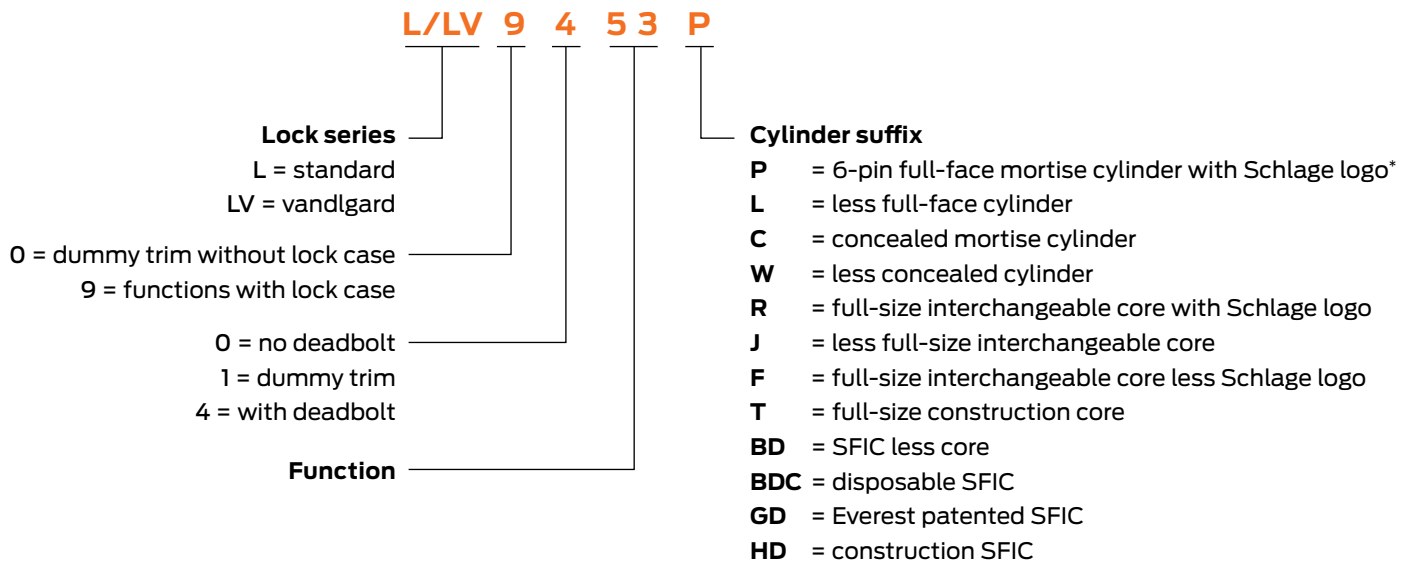 L/LV 9 4 5 3 P
Lock series
L = standard
LV = vandlgard
0 = dummy trim without lock case
9 = functions with lock case
0 = no deadbolt
1 = dummy trim
4 = with deadbolt
Function
Cylinder suffix
P = 6-pin full-face mortise cylinder with Schlage logo*
L = less full-face cylinder
C = concealed mortise cylinder
W = less concealed cylinder
R = full-size interchangeable core with Schlage logo
J = less full-size interchangeable core
F = full-size interchangeable core less Schlage logo
T = full-size construction core
BD = SFIC less core
BDC = disposable SFIC
GD = Everest patented SFIC
HD = construction SFIC